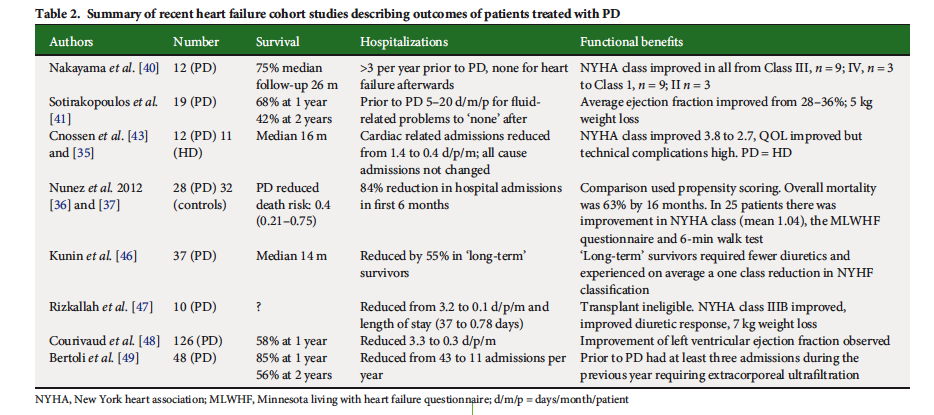 Table 2. Summary of recent heart failure cohort studies describing outcomes of patients treated with PD
Authors Number Survival Hospitalizations Functional benefits
Nakayama et al. [40] 12 (PD) 75% median >3 per year prior to PD, none for heart NYHA class improved in all from Class III, n = 9; IV, n = 3
follow-up 26 m failure afterwards to Class 1, n = 9; II n = 3
Sotirakopoulos et al. 19 (PD) 68% at 1 year Prior to PD 5–20 d/m/p for fluid- Average ejection fraction improved from 28–36%; 5 kg
[41] 42% at 2 years related problems to ‘none’ after weight loss
Cnossen et al. [43] 12 (PD) 11 Median 16 m Cardiac related admissions reduced NYHA class improved 3.8 to 2.7, QOL improved but
and [35] (HD) from 1.4 to 0.4 d/p/m; all cause technical complications high. PD = HD
admissions not changed
Nunez et al. 2012 28 (PD) 32 PD reduced 84% reduction in hospital admissions Comparison used propensity scoring. Overall mortality
[36] and [37] (controls) death risk: 0.4 in first 6 months was 63% by 16 months. In 25 patients there was
(0.21–0.75) improvement in NYHA class (mean 1.04), the MLWHF
questionnaire and 6-min walk test
Kunin et al. [46] 37 (PD) Median 14 m Reduced by 55% in ‘long-term’ ‘Long-term’ survivors required fewer diuretics and
survivors experienced on average a one class reduction in NYHF
classification
Rizkallah et al. [47] 10 (PD) ? Reduced from 3.2 to 0.1 d/p/m and Transplant ineligible. NYHA class IIIB improved,
length of stay (37 to 0.78 days) improved diuretic response, 7 kg weight loss
Courivaud et al. [48] 126 (PD) 58% at 1 year Reduced 3.3 to 0.3 d/p/m Improvement of left ventricular ejection fraction observed
Bertoli et al. [49] 48 (PD) 85% at 1 year Reduced from 43 to 11 admissions per Prior to PD had at least three admissions during the
56% at 2 years year previous year requiring extracorporeal ultrafiltration
NYHA, New York heart association; MLWHF, Minnesota living with heart failure questionnaire; d/m/p = days/month/patient